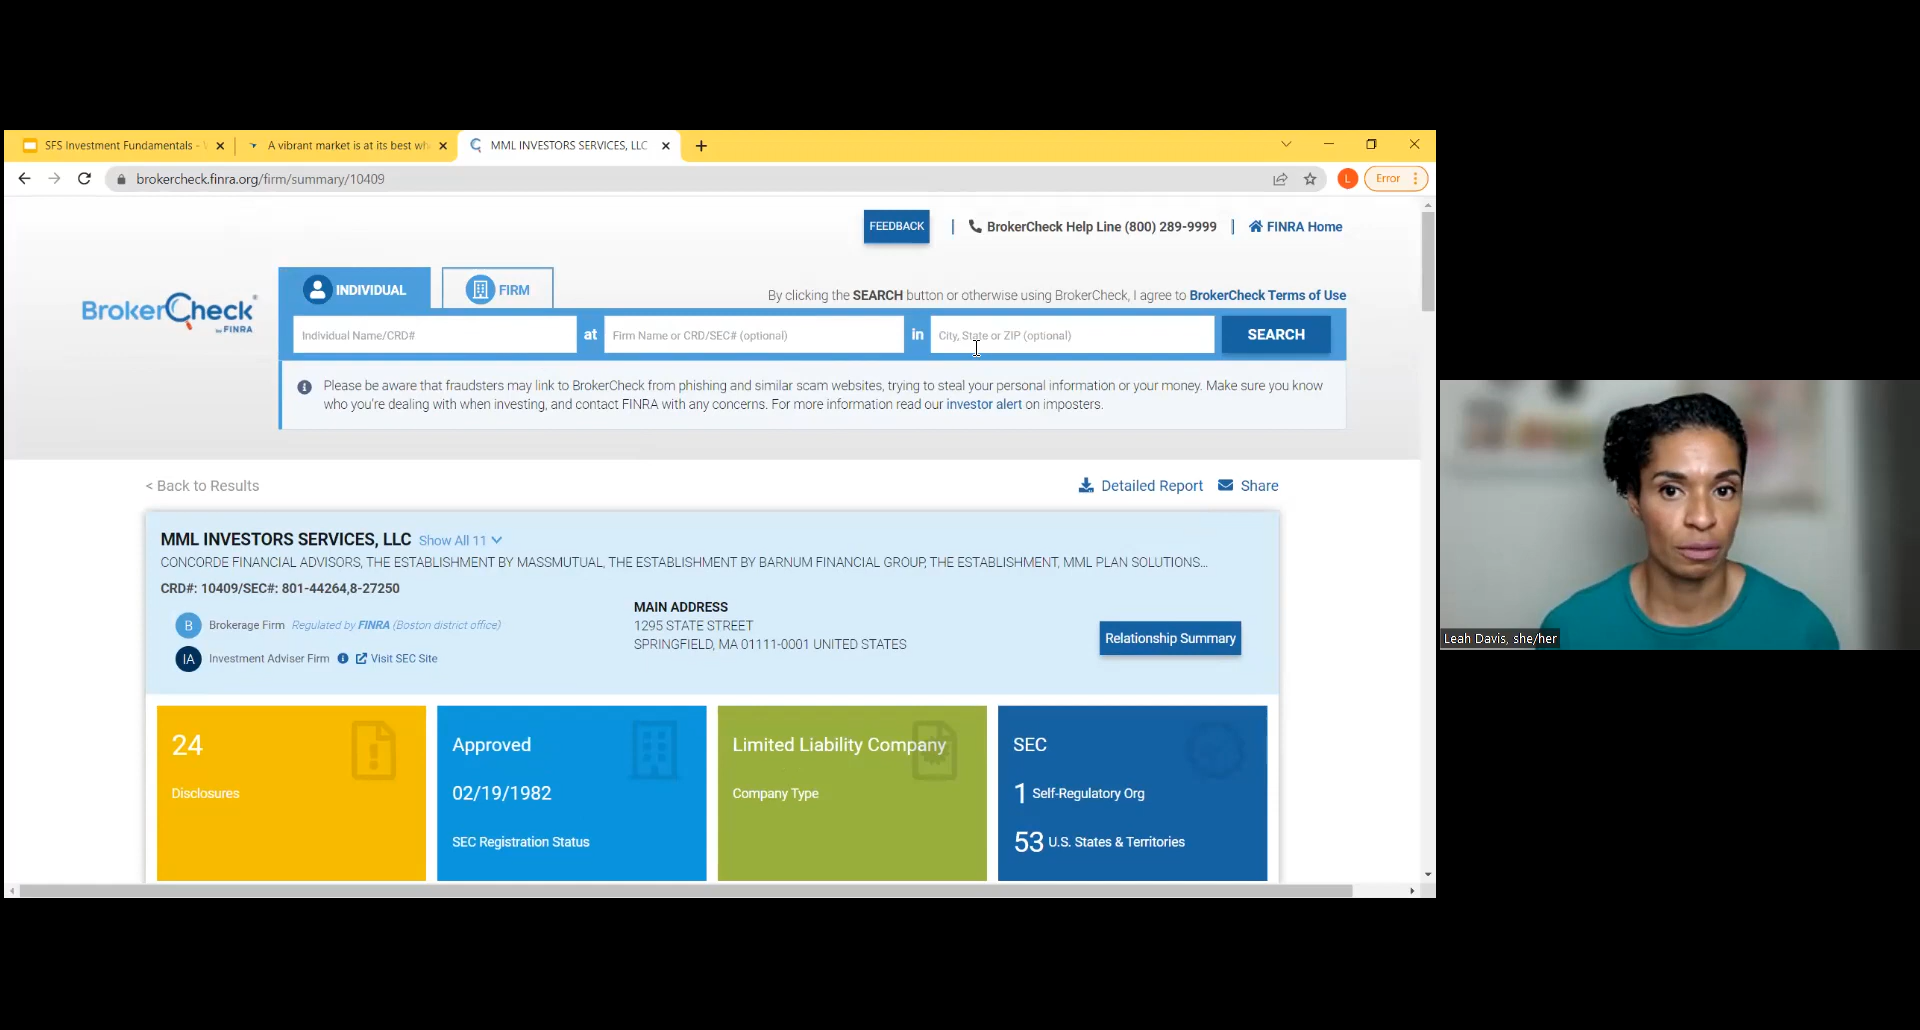 SFS Investment Fundamentals -
A vibrant market is at its best wh
MML INVESTORS SERVICES, LLC
brokercheck.finra.org/firm/summary/10409
L
Error
FEEDBACK
BrokerCheck Help Line (800) 289-9999
FINRA Home
BrokerCheck
by FINRA
INDIVIDUAL
FIRM
By clicking the SEARCH button or otherwise using BrokerCheck, I agree to BrokerCheck Terms of Use
Individual Name/CRD#
at
Firm Name or CRD/SEC# (optional)
in
City, State or ZIP (optional)
SEARCH
Please be aware that fraudsters may link to BrokerCheck from phishing and similar scam websites, trying to steal your personal information or your money. Make sure you know
who you're dealing with when investing, and contact FINRA with any concerns. For more information read our investor alert on imposters.
< Back to Results
Detailed Report
Share
MML INVESTORS SERVICES, LLC Show All 11
CONCORDE FINANCIAL ADVISORS, THE ESTABLISHMENT BY MASSMUTUAL, THE ESTABLISHMENT BY BARNUM FINANCIAL GROUP, THE ESTABLISHMENT, MML PLAN SOLUTIONS...
CRD#: 10409/SEC#: 801-44264,8-27250
B Brokerage Firm Regulated by FINRA (Boston district office)
IA Investment Adviser Firm Visit SEC Site
MAIN ADDRESS
1295 STATE STREET
SPRINGFIELD, MA 01111-0001 UNITED STATES
Relationship Summary
24
Disclosures
Approved
02/19/1982
SEC Registration Status
Limited Liability Company
Company Type
SEC
1 Self-Regulatory Org
53 U.S. States & Territories
Leah Davis, she/her